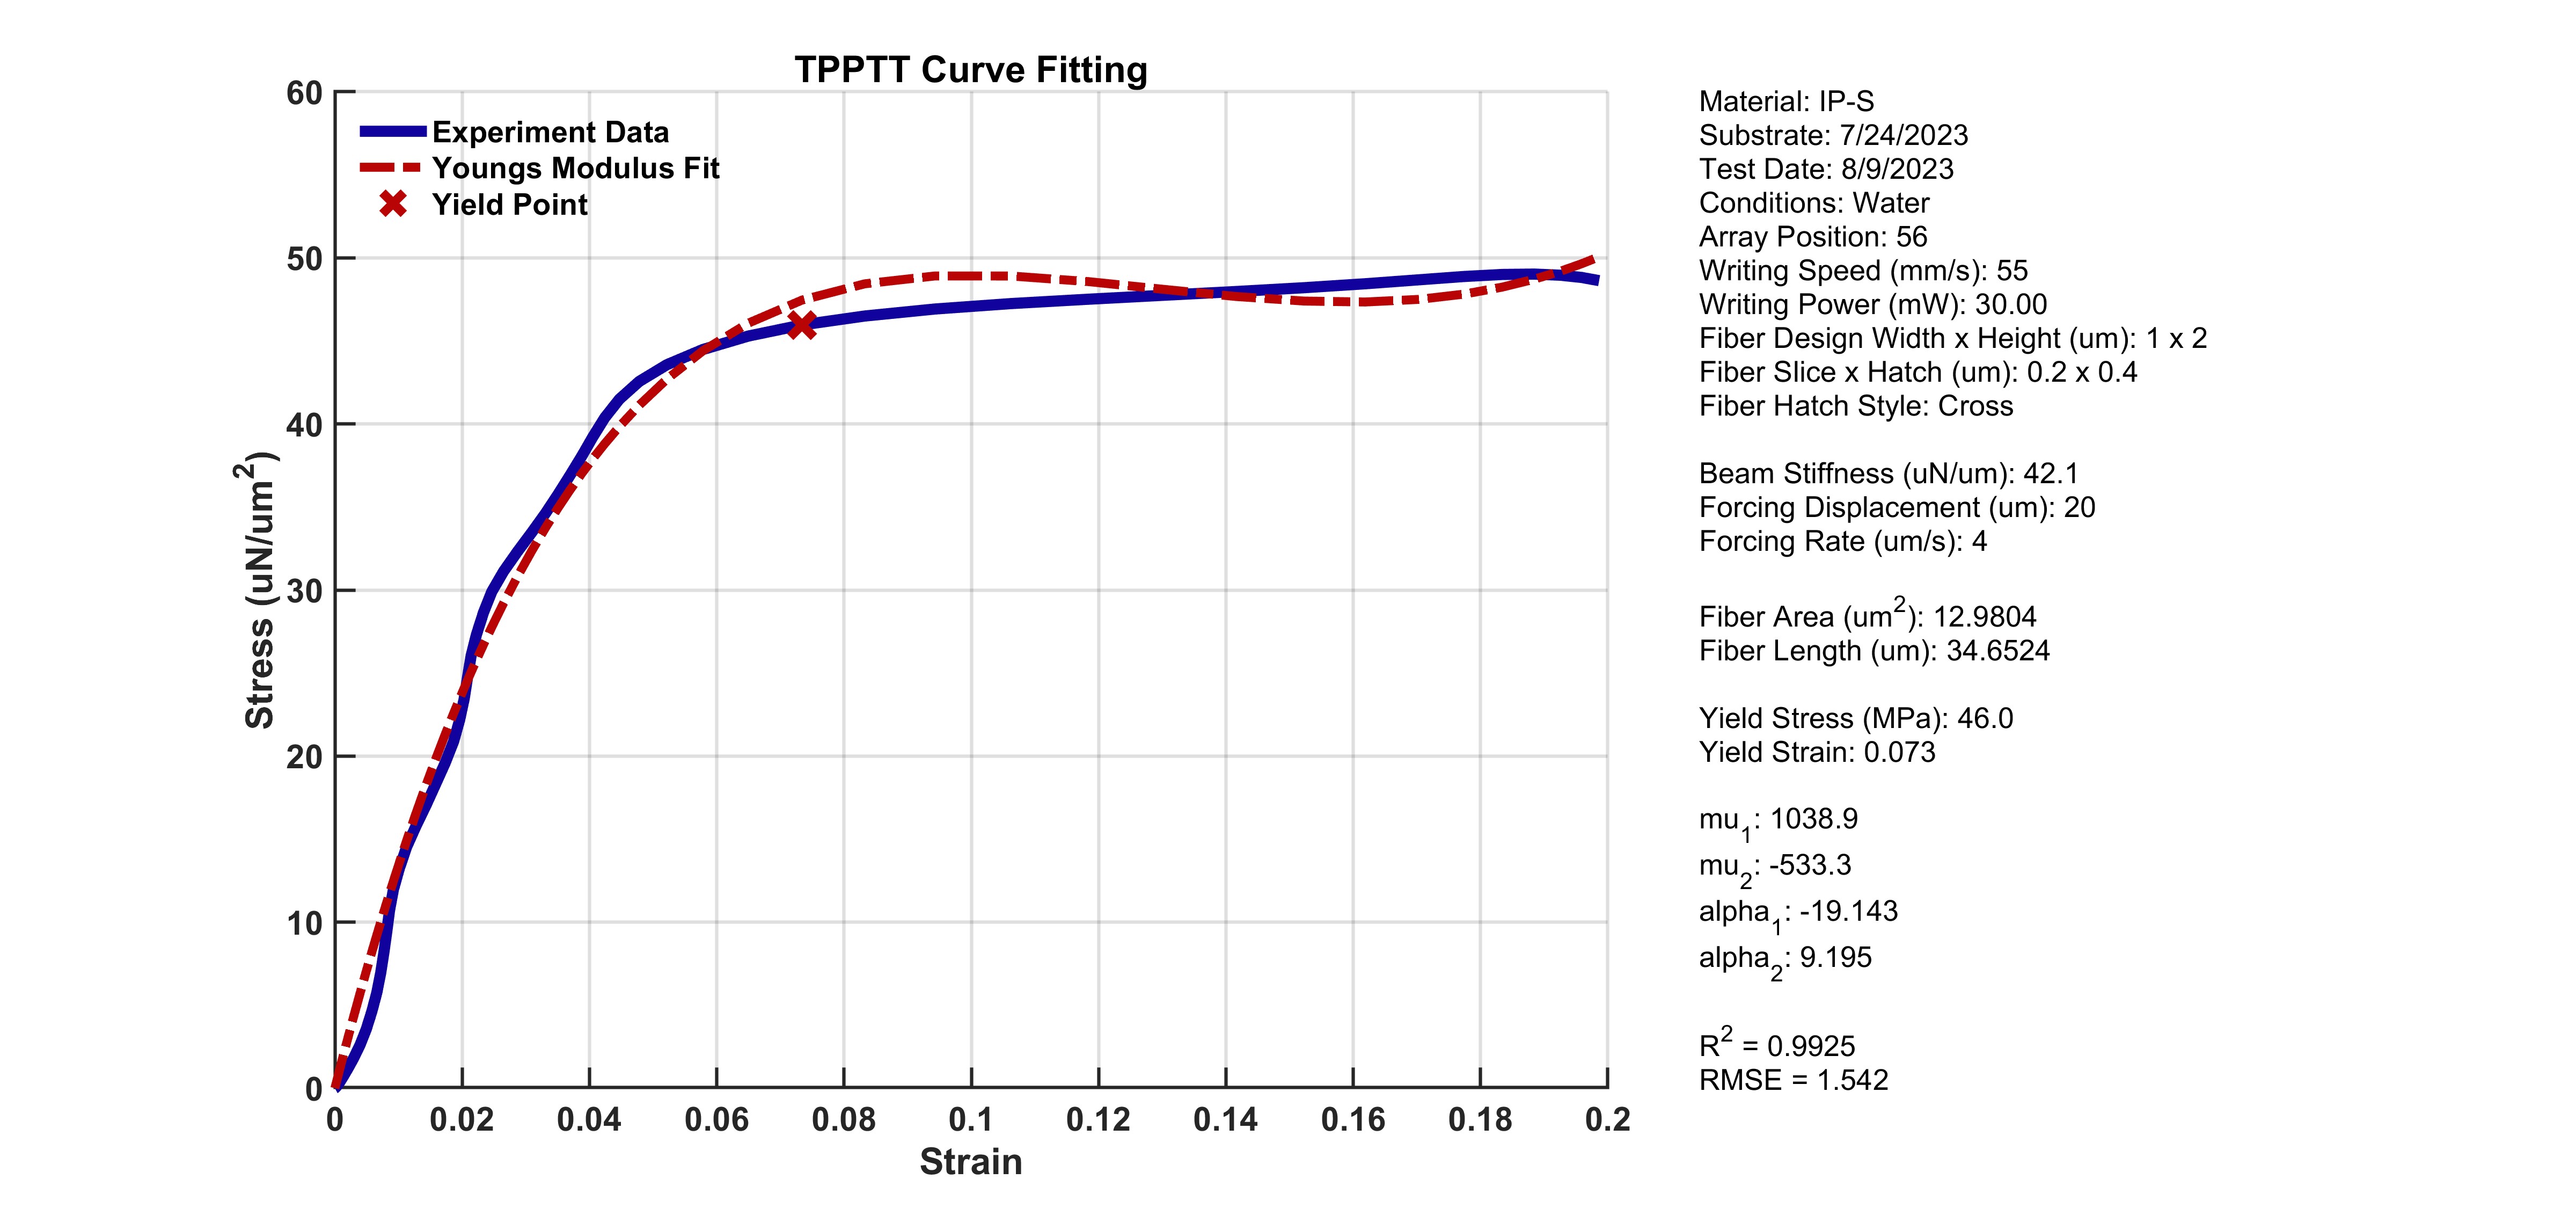 TPPTT Curve Fitting
60
50
40
30
20
10
0
Stress (uN/um²)
Experiment Data
Youngs Modulus Fit
Yield Point
0 0.02 0.04 0.06 0.08 0.1 0.12 0.14 0.16 0.18 0.2
Strain
Material: IP-S
Substrate: 7/24/2023
Test Date: 8/9/2023
Conditions: Water
Array Position: 56
Writing Speed (mm/s): 55
Writing Power (mW): 30.00
Fiber Design Width x Height (um): 1 x 2
Fiber Slice x Hatch (um): 0.2 x 0.4
Fiber Hatch Style: Cross
Beam Stiffness (uN/um): 42.1
Forcing Displacement (um): 20
Forcing Rate (um/s): 4
Fiber Area (um²): 12.9804
Fiber Length (um): 34.6524
Yield Stress (MPa): 46.0
Yield Strain: 0.073
mu₁: 1038.9
mu₂: -533.3
alpha₁: -19.143
alpha₂: 9.195
R² = 0.9925
RMSE = 1.542